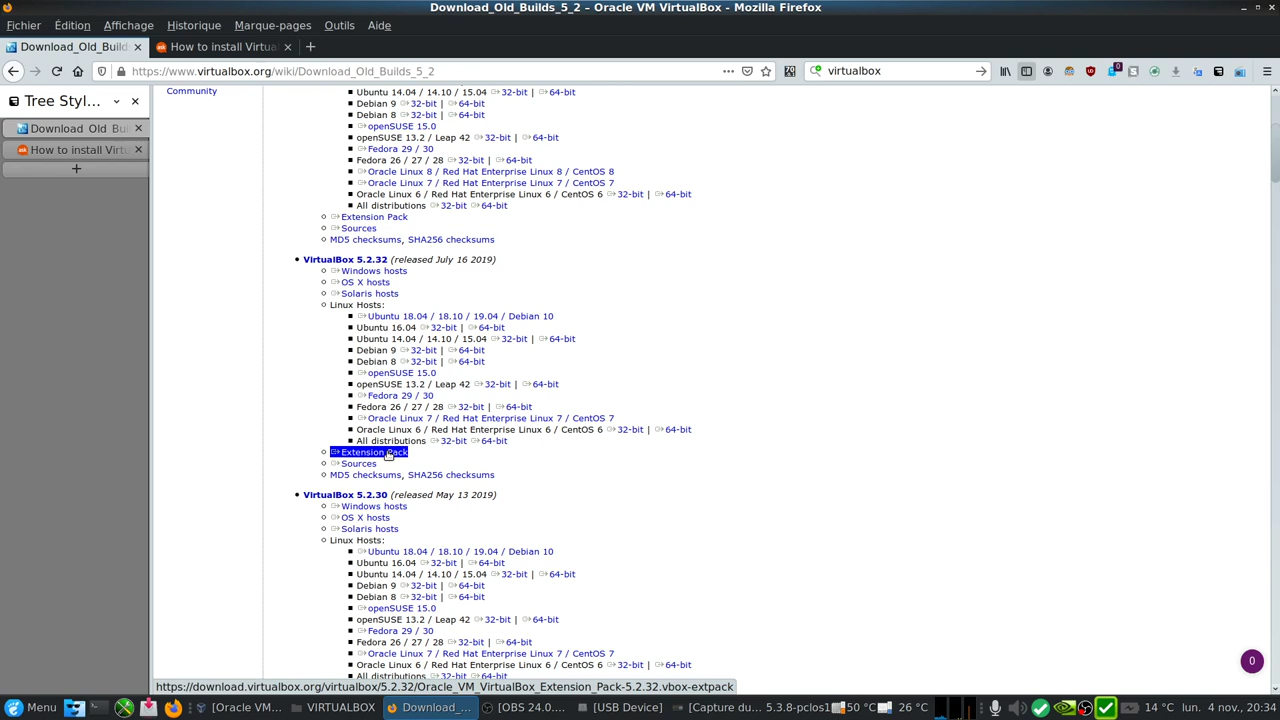 Download_Old_Builds_5_2 – Oracle VM VirtualBox - Mozilla Firefox
Fichier Édition Affichage Historique Marque-pages Outils Aide
Download_Old_Builds How to install Virtua
https://www.virtualbox.org/wiki/Download_Old_Builds_5_2 virtualbox
Tree Styl...
Download_Old_Buil
How to install Virtu
Community
Ubuntu 14.04 / 14.10 / 15.04 32-bit | 64-bit
Debian 9 32-bit | 64-bit
Debian 8 32-bit | 64-bit
openSUSE 15.0
openSUSE 13.2 / Leap 42 32-bit | 64-bit
Fedora 29 / 30
Fedora 26 / 27 / 28 32-bit | 64-bit
Oracle Linux 8 / Red Hat Enterprise Linux 8 / CentOS 8
Oracle Linux 7 / Red Hat Enterprise Linux 7 / CentOS 7
Oracle Linux 6 / Red Hat Enterprise Linux 6 / CentOS 6 32-bit | 64-bit
All distributions 32-bit 64-bit
Extension Pack
Sources
MD5 checksums, SHA256 checksums
VirtualBox 5.2.32 (released July 16 2019)
Windows hosts
OS X hosts
Solaris hosts
Linux Hosts:
Ubuntu 18.04 / 18.10 / 19.04 / Debian 10
Ubuntu 16.04 32-bit | 64-bit
Ubuntu 14.04 / 14.10 / 15.04 32-bit | 64-bit
Debian 9 32-bit | 64-bit
Debian 8 32-bit | 64-bit
openSUSE 15.0
openSUSE 13.2 / Leap 42 32-bit | 64-bit
Fedora 29 / 30
Fedora 26 / 27 / 28 32-bit | 64-bit
Oracle Linux 7 / Red Hat Enterprise Linux 7 / CentOS 7
Oracle Linux 6 / Red Hat Enterprise Linux 6 / CentOS 6 32-bit | 64-bit
All distributions 32-bit 64-bit
Extension Pack
Sources
MD5 checksums, SHA256 checksums
VirtualBox 5.2.30 (released May 13 2019)
Windows hosts
OS X hosts
Solaris hosts
Linux Hosts:
Ubuntu 18.04 / 18.10 / 19.04 / Debian 10
Ubuntu 16.04 32-bit | 64-bit
Ubuntu 14.04 / 14.10 / 15.04 32-bit | 64-bit
Debian 9 32-bit | 64-bit
Debian 8 32-bit | 64-bit
openSUSE 15.0
openSUSE 13.2 / Leap 42 32-bit | 64-bit
Fedora 29 / 30
Fedora 26 / 27 / 28 32-bit | 64-bit
Oracle Linux 7 / Red Hat Enterprise Linux 7 / CentOS 7
Oracle Linux 6 / Red Hat Enterprise Linux 6 / CentOS 6 32-bit | 64-bit
All distributions 32-bit 64-bit
0
https://download.virtualbox.org/virtualbox/5.2.32/Oracle_VM_VirtualBox_Extension_Pack-5.2.32.vbox-extpack
Menu [Oracle VM... VIRTUALBOX Download_... [OBS 24.0.... [USB Device] [Capture du... 5.3.8-pclos1 50 °C 26 °C 14 °C lun. 4 nov., 20:34